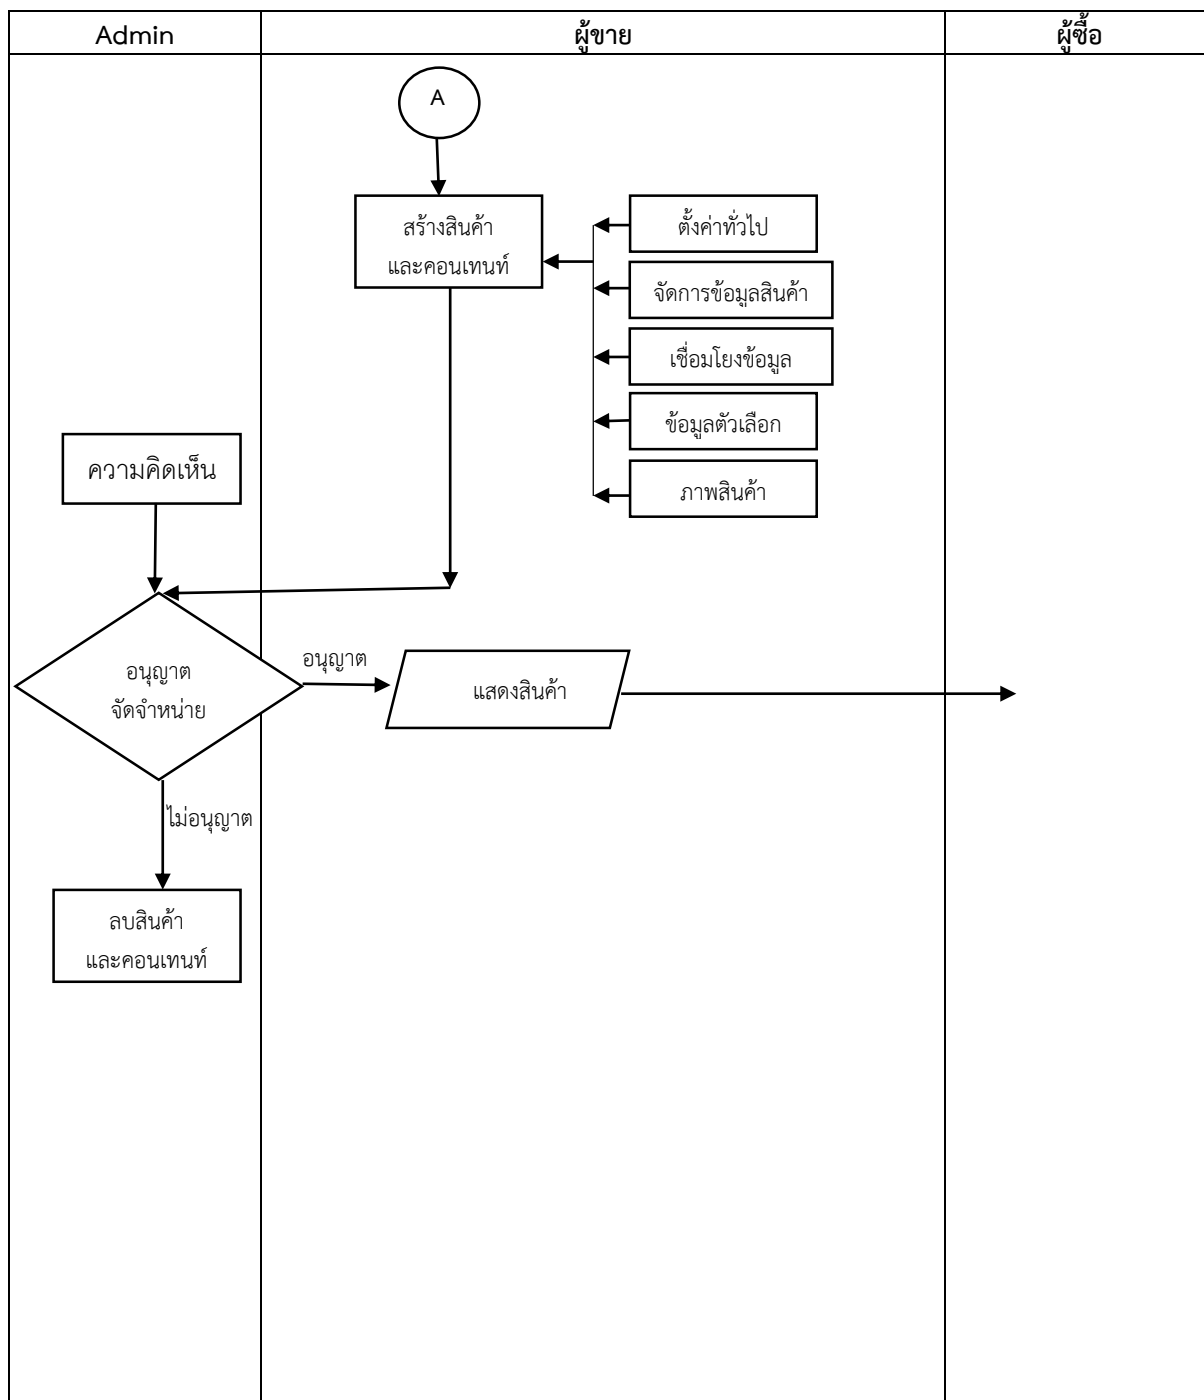 Admin
ผู้ขาย
ผู้ซื้อ
A
สร้างสินค้า
และคอนเทนท์
ตั้งค่าทั่วไป
จัดการข้อมูลสินค้า
เชื่อมโยงข้อมูล
ข้อมูลตัวเลือก
ภาพสินค้า
ความคิดเห็น
อนุญาต
จัดจำหน่าย
อนุญาต
แสดงสินค้า
ไม่อนุญาต
ลบสินค้า
และคอนเทนท์